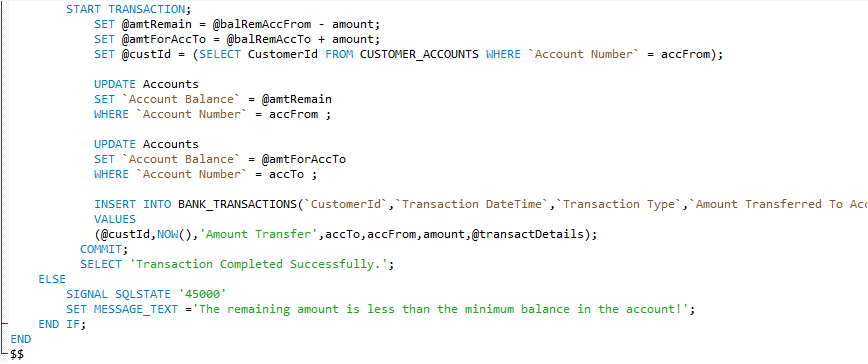 START TRANSACTION;
SET @amtRemain = @balRemAccFrom - amount;
SET @amtForAccTo = @balRemAccTo + amount;
SET @custId = (SELECT CustomerId FROM CUSTOMER_ACCOUNTS WHERE `Account Number` = accFrom);
UPDATE Accounts
SET `Account Balance` = @amtRemain
WHERE `Account Number` = accFrom ;
UPDATE Accounts
SET `Account Balance` = @amtForAccTo
WHERE `Account Number` = accTo ;
INSERT INTO BANK_TRANSACTIONS(`CustomerId`,`Transaction DateTime`,`Transaction Type`,`Amount Transferred To Acc
VALUES
(@custId,NOW(),'Amount Transfer',accTo,accFrom,amount,@transactDetails);
COMMIT;
SELECT 'Transaction Completed Successfully.';
ELSE
SIGNAL SQLSTATE '45000'
SET MESSAGE_TEXT ='The remaining amount is less than the minimum balance in the account!';
END IF;
END
$$